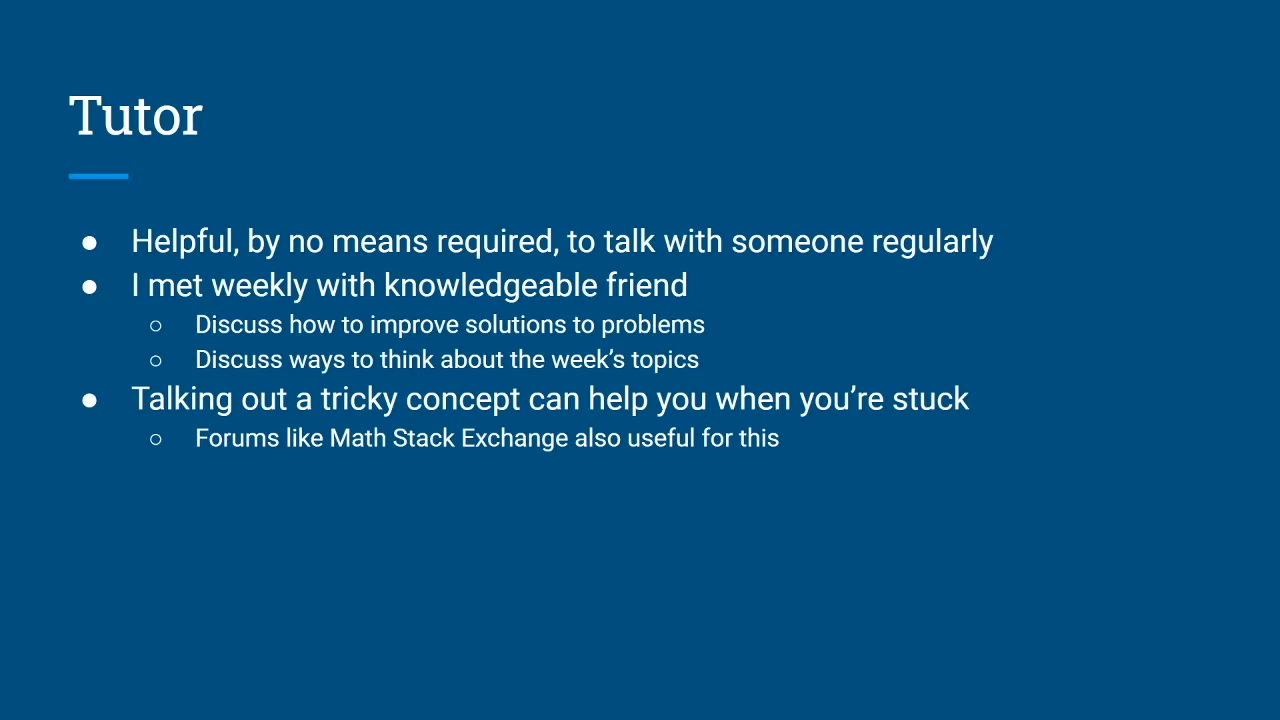 Tutor
● Helpful, by no means required, to talk with someone regularly
● I met weekly with knowledgeable friend
○ Discuss how to improve solutions to problems
○ Discuss ways to think about the week’s topics
● Talking out a tricky concept can help you when you’re stuck
○ Forums like Math Stack Exchange also useful for this